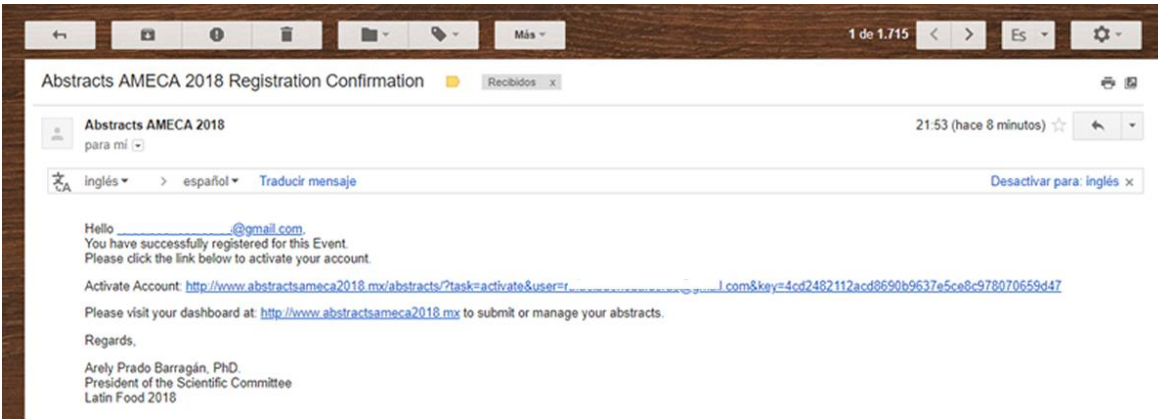 Más
1 de 1.715
Es
Abstracts AMECA 2018 Registration Confirmation
Recibidos x
Abstracts AMECA 2018
21:53 (hace 8 minutos)
para mí
inglés > español Traducir mensaje
Desactivar para: inglés x
Hello @gmail.com,
You have successfully registered for this Event.
Please click the link below to activate your account.
Activate Account: http://www.abstractsameca2018.mx/abstracts/?task=activate&user=r l.com&key=4cd2482112acd8690b9637e5ce8c978070659d47
Please visit your dashboard at: http://www.abstractsameca2018.mx to submit or manage your abstracts.
Regards,
Arely Prado Barragán, PhD.
President of the Scientific Committee
Latin Food 2018